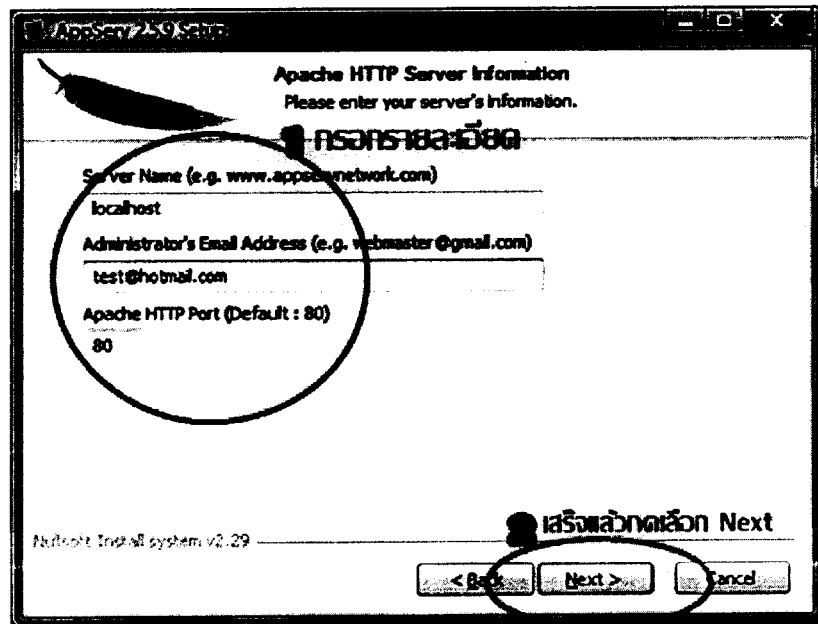 AppServ 2.5.9 Setup
Apache HTTP Server Information
Please enter your server's information.
กรอกรายละเอียด
Server Name (e.g. www.appservnetwork.com)
localhost
Administrator's Email Address (e.g. webmaster@gmail.com)
test@hotmail.com
Apache HTTP Port (Default : 80)
80
เสร็จแล้วกดเลือก Next
Nullsoft Install system v2.29
< Back
Next >
Cancel